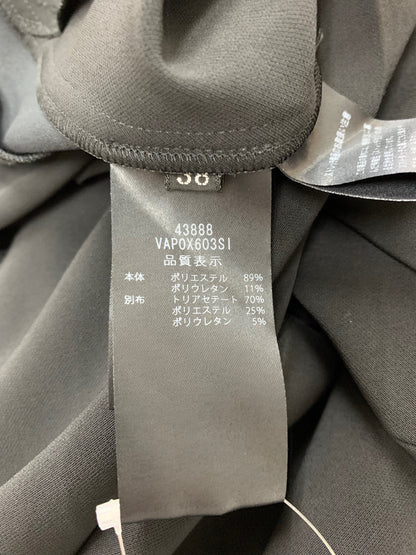 38
43888
VAPOX603SI
品質表示
本体 ポリエステル 89%
ポリウレタン 11%
別布 トリアセテート 70%
ポリエステル 25%
ポリウレタン 5%